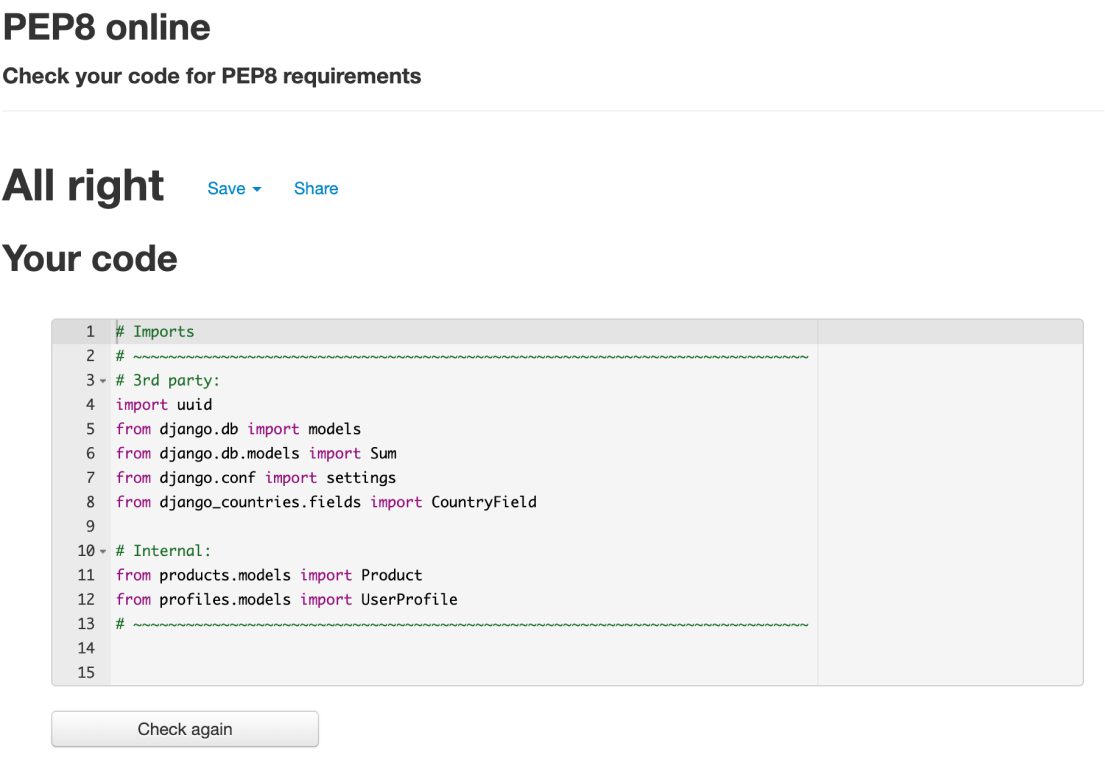 PEP8 online
Check your code for PEP8 requirements
All right Save Share
Your code
1 # Imports
2 # ~~~~~~~~~~~~~~~~~~~~~~~~~~~~~~~~~~~~~~~~~~~~~~~~~~~~~~~~~~~~~~~~~~~~~~~~~~~~~
3 # 3rd party:
4 import uuid
5 from django.db import models
6 from django.db.models import Sum
7 from django.conf import settings
8 from django_countries.fields import CountryField
9
10 # Internal:
11 from products.models import Product
12 from profiles.models import UserProfile
13 # ~~~~~~~~~~~~~~~~~~~~~~~~~~~~~~~~~~~~~~~~~~~~~~~~~~~~~~~~~~~~~~~~~~~~~~~~~~~~~
14
15
Check again